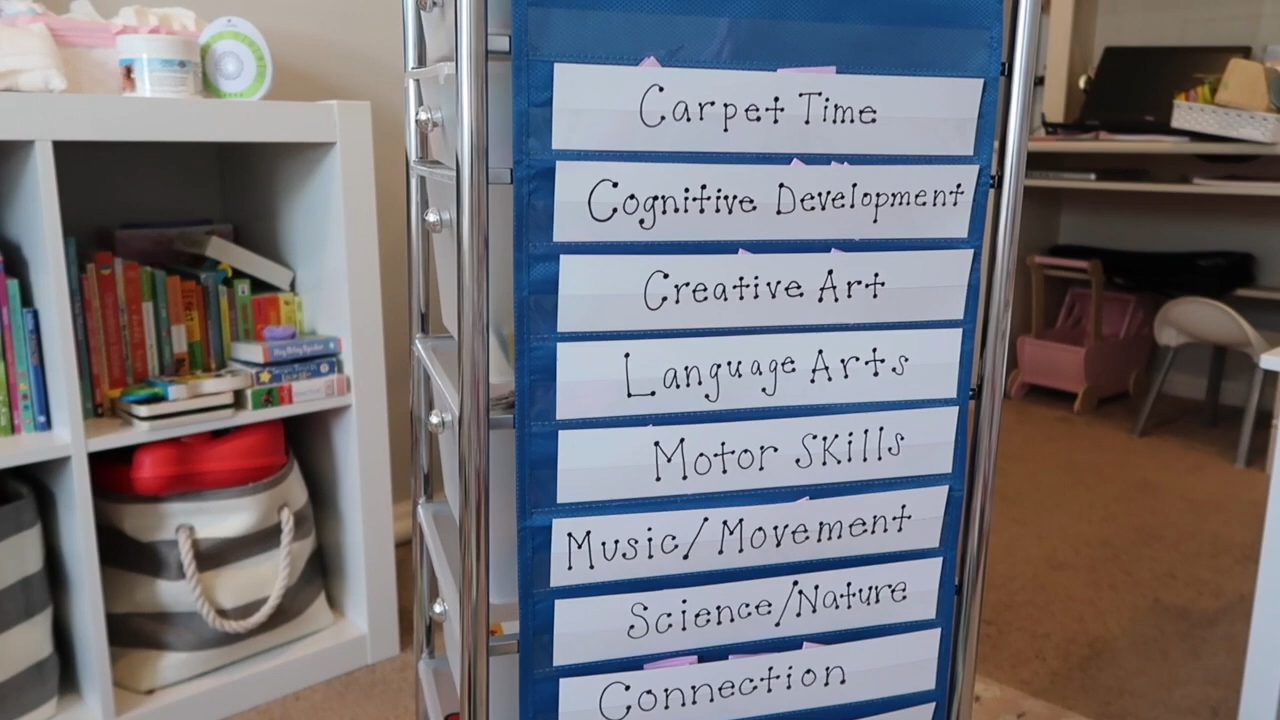 Carpet Time
Cognitive Development
Creative Art
Language Arts
Motor Skills
Music/Movement
Science/Nature
Connection